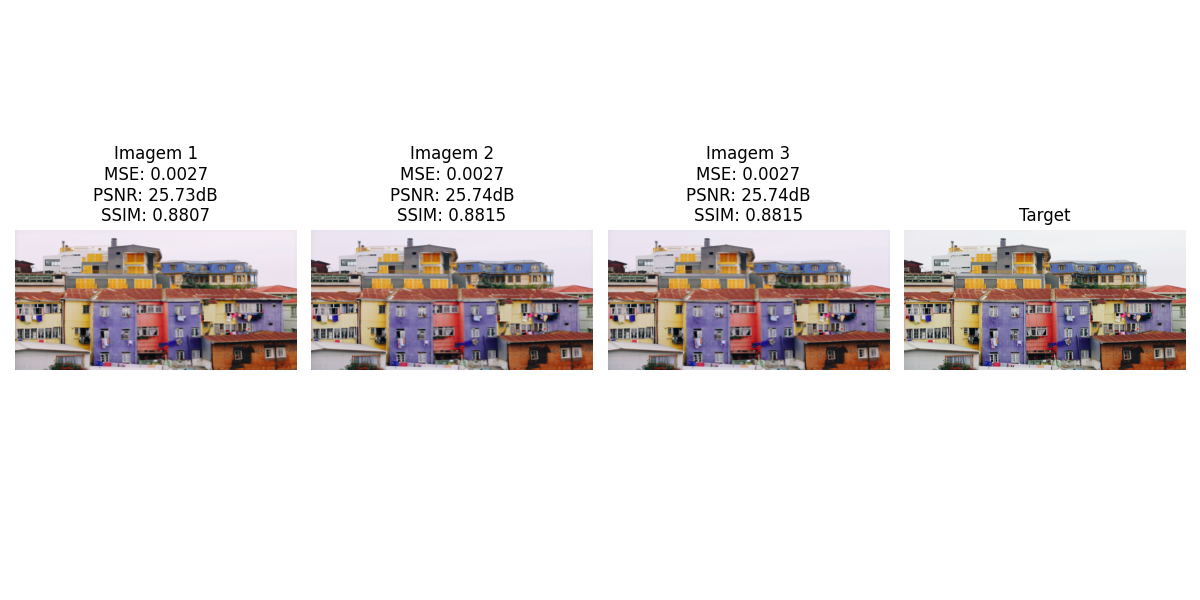 Imagem 1
MSE: 0.0027
PSNR: 25.73dB
SSIM: 0.8807
Imagem 2
MSE: 0.0027
PSNR: 25.74dB
SSIM: 0.8815
Imagem 3
MSE: 0.0027
PSNR: 25.74dB
SSIM: 0.8815
Target